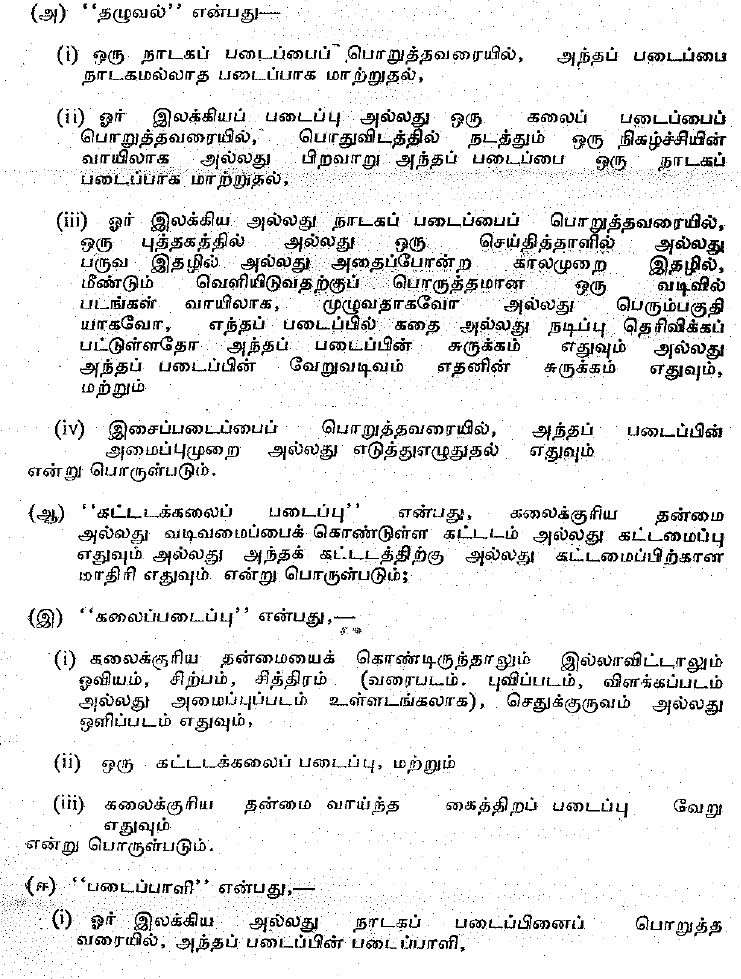 (அ) ‘‘தழுவல்’’ என்பது—
(i) ஒரு நாடகப் படைப்பைப் பொறுத்தவரையில், அந்தப் படைப்பை
நாடகமல்லாத படைப்பாக மாற்றுதல்,
(ii) ஓர் இலக்கியப் படைப்பு அல்லது ஒரு கலைப் படைப்பைப்
பொறுத்தவரையில், பொதுவிடத்தில் நடத்தும் ஒரு நிகழ்ச்சியின்
வாயிலாக அல்லது பிறவாறு அந்தப் படைப்பை ஒரு நாடகப்
படைப்பாக மாற்றுதல்,
(iii) ஓர் இலக்கிய அல்லது நாடகப் படைப்பைப் பொறுத்தவரையில்,
ஒரு புத்தகத்தில் அல்லது ஒரு செய்தித்தாளில் அல்லது
பருவ இதழில் அல்லது அதைப்போன்ற காலமுறை இதழில்,
மீண்டும் வெளியிடுவதற்குப் பொருத்தமான ஒரு வடிவில்
படங்கள் வாயிலாக, முழுவதாகவோ அல்லது பெரும்பகுதி
யாகவோ, எந்தப் படைப்பில் கதை அல்லது நடிப்பு தெரிவிக்கப்
பட்டுள்ளதோ அந்தப் படைப்பின் சுருக்கம் எதுவும் அல்லது
அந்தப் படைப்பின் வேறுவடிவம் எதனின் சுருக்கம் எதுவும்,
மற்றும்
(iv) இசைப்படைப்பைப் பொறுத்தவரையில், அந்தப் படைப்பின்
அமைப்புமுறை அல்லது எடுத்துஎழுதுதல் எதுவும்
என்று பொருள்படும்.
(ஆ) ‘‘கட்டடக்கலைப் படைப்பு’’ என்பது, கலைக்குரிய தன்மை
அல்லது வடிவமைப்பைக் கொண்டுள்ள கட்டடம் அல்லது கட்டமைப்பு
எதுவும் அல்லது அந்தக் கட்டடத்திற்கு அல்லது கட்டமைப்பிற்கான
மாதிரி எதுவும் என்று பொருள்படும்;
(இ) ‘‘கலைப்படைப்பு’’ என்பது,—
(i) கலைக்குரிய தன்மையைக் கொண்டிருந்தாலும் இல்லாவிட்டாலும்
ஓவியம், சிற்பம், சித்திரம் (வரைபடம். புவிப்படம், விளக்கப்படம்
அல்லது அமைப்புப்படம் உள்ளடங்கலாக), செதுக்குருவம் அல்லது
ஒளிப்படம் எதுவும்,
(ii) ஒரு கட்டடக்கலைப் படைப்பு, மற்றும்
(iii) கலைக்குரிய தன்மை வாய்ந்த கைத்திறப் படைப்பு வேறு
எதுவும்
என்று பொருள்படும்.
(ஈ) ‘‘படைப்பாளி’’ என்பது,—
(i) ஓர் இலக்கிய அல்லது நாடகப் படைப்பினைப் பொறுத்த
வரையில், அந்தப் படைப்பின் படைப்பாளி,